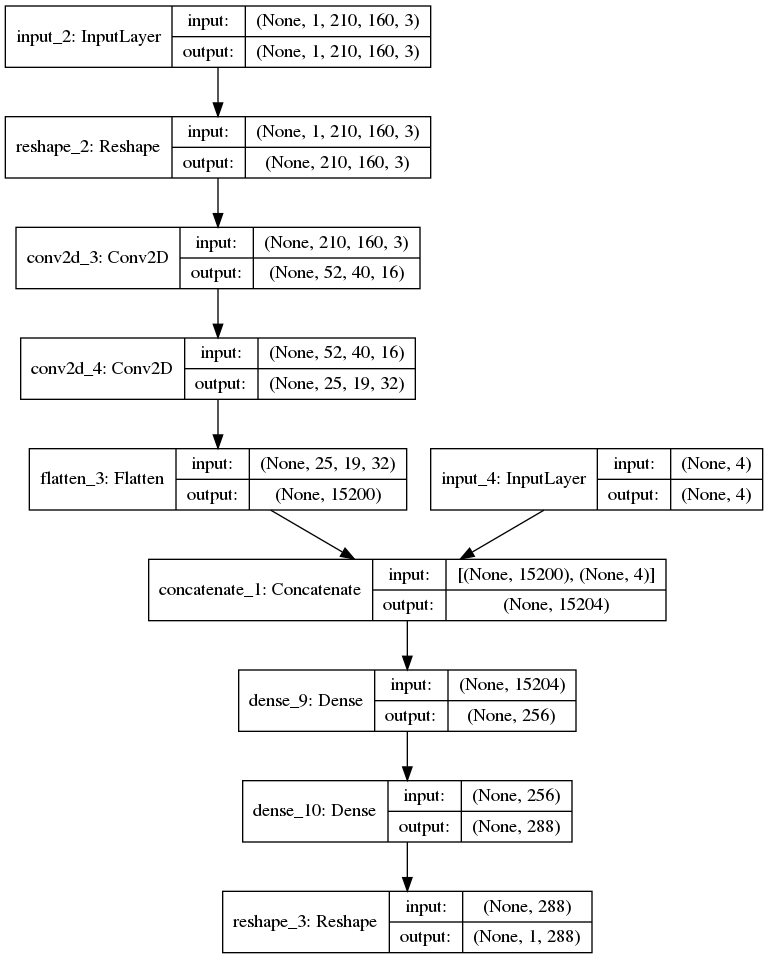 input_2: InputLayer
input: (None, 1, 210, 160, 3)
output: (None, 1, 210, 160, 3)
reshape_2: Reshape
input: (None, 1, 210, 160, 3)
output: (None, 210, 160, 3)
conv2d_3: Conv2D
input: (None, 210, 160, 3)
output: (None, 52, 40, 16)
conv2d_4: Conv2D
input: (None, 52, 40, 16)
output: (None, 25, 19, 32)
flatten_3: Flatten
input: (None, 25, 19, 32)
output: (None, 15200)
input_4: InputLayer
input: (None, 4)
output: (None, 4)
concatenate_1: Concatenate
input: [(None, 15200), (None, 4)]
output: (None, 15204)
dense_9: Dense
input: (None, 15204)
output: (None, 256)
dense_10: Dense
input: (None, 256)
output: (None, 288)
reshape_3: Reshape
input: (None, 288)
output: (None, 1, 288)